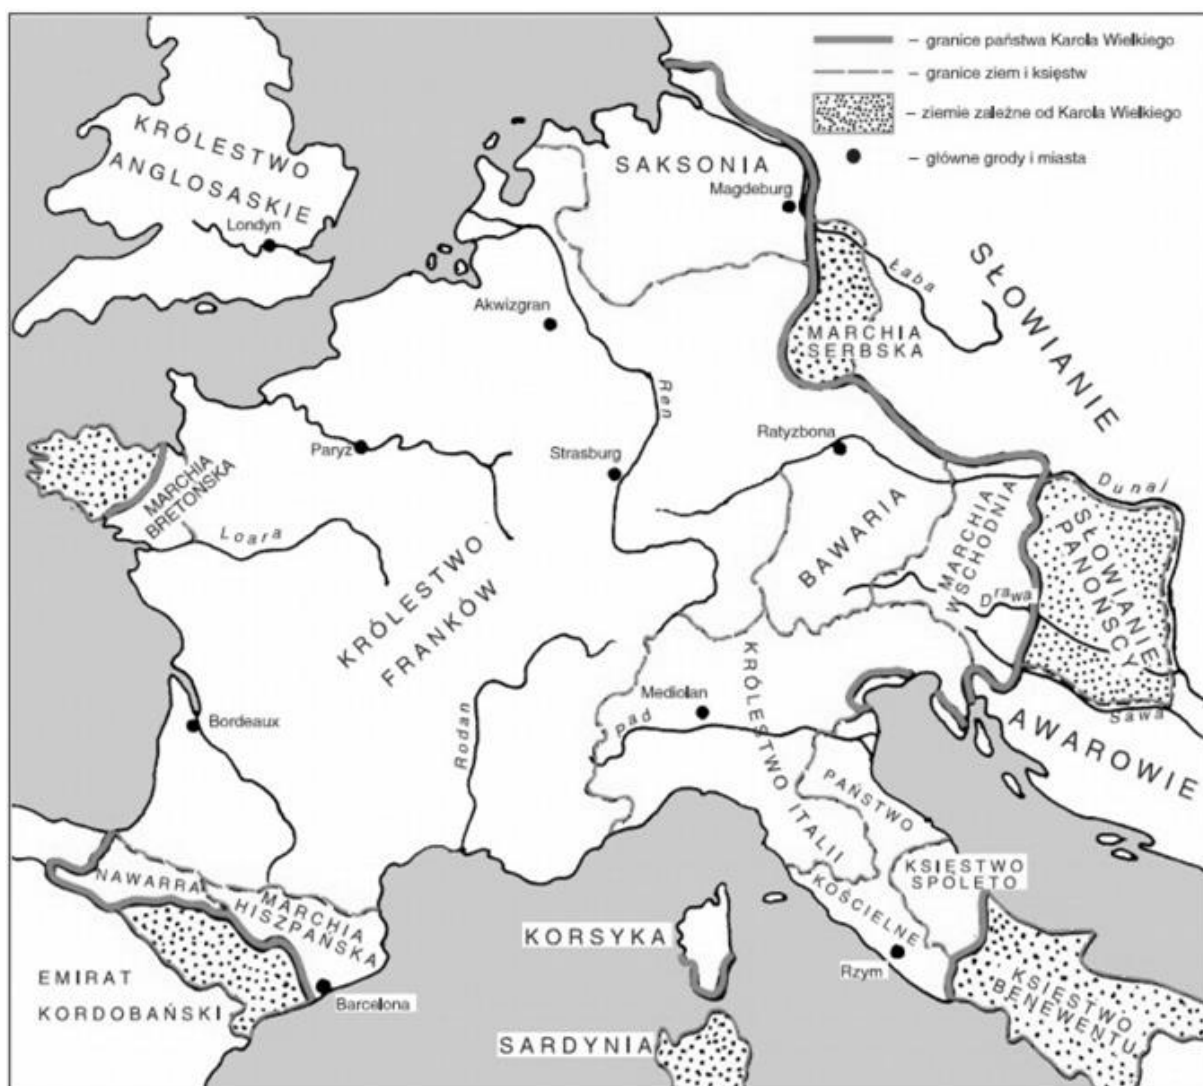 – granice państwa Karola Wielkiego
– granice ziem i księstw
– ziemie zależne od Karola Wielkiego
– główne grody i miasta
KRÓLESTWO
ANGLOSASKIE
Londyn
SAKSONIA
Magdeburg
SŁOWIANIE
Łaba
Akwizgran
MARCHIA
SERBSKA
Ren
Paryż
Strasburg
Ratyzbona
MARCHIA
BRETOŃSKA
Loara
Dunaj
BAWARIA
MARCHIA
WSCHODNIA
SŁOWIANIE
PANOŃSCY
Drawa
KRÓLESTWO
FRANKÓW
Mediolan
KRÓLESTWO
ITALII
Bordeaux
Rodan
Pad
Sawa
AWAROWIE
PAŃSTWO
KOŚCIELNE
KSIĘSTWO
SPOLETO
NAWARRA
MARCHIA
HISZPAŃSKA
KORSYKA
Rzym
EMIRAT
KORDOBAŃSKI
Barcelona
KSIĘSTWO
BENEWENTU
SARDYNIA